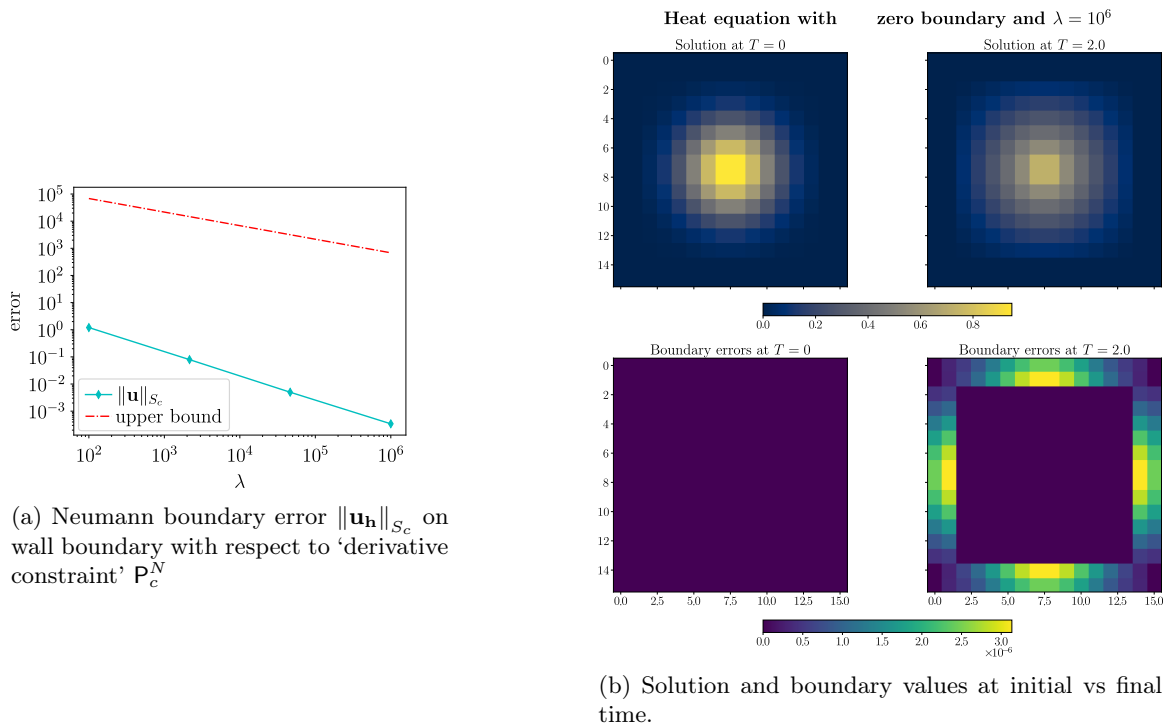 10^5
10^4
10^3
10^2
10^1
10^0
10^{-1}
10^{-2}
10^{-3}
error
‖u‖_{S_c}
upper bound
10^2 10^3 10^4 10^5 10^6
λ
(a) Neumann boundary error ‖u_h‖_{S_c} on
wall boundary with respect to ‘derivative
constraint’ P_c^N
Heat equation with zero boundary and λ = 10^6
Solution at T = 0
0
2
4
6
8
10
12
14
Solution at T = 2.0
0.0 0.2 0.4 0.6 0.8
Boundary errors at T = 0
0
2
4
6
8
10
12
14
0.0 2.5 5.0 7.5 10.0 12.5 15.0
Boundary errors at T = 2.0
0.0 2.5 5.0 7.5 10.0 12.5 15.0
0.0 0.5 1.0 1.5 2.0 2.5 3.0
×10^{-6}
(b) Solution and boundary values at initial vs final
time.